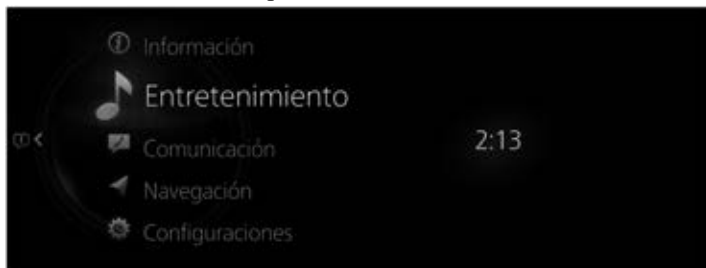 Información
Entretenimiento
Comunicación
2:13
Navegación
Configuraciones